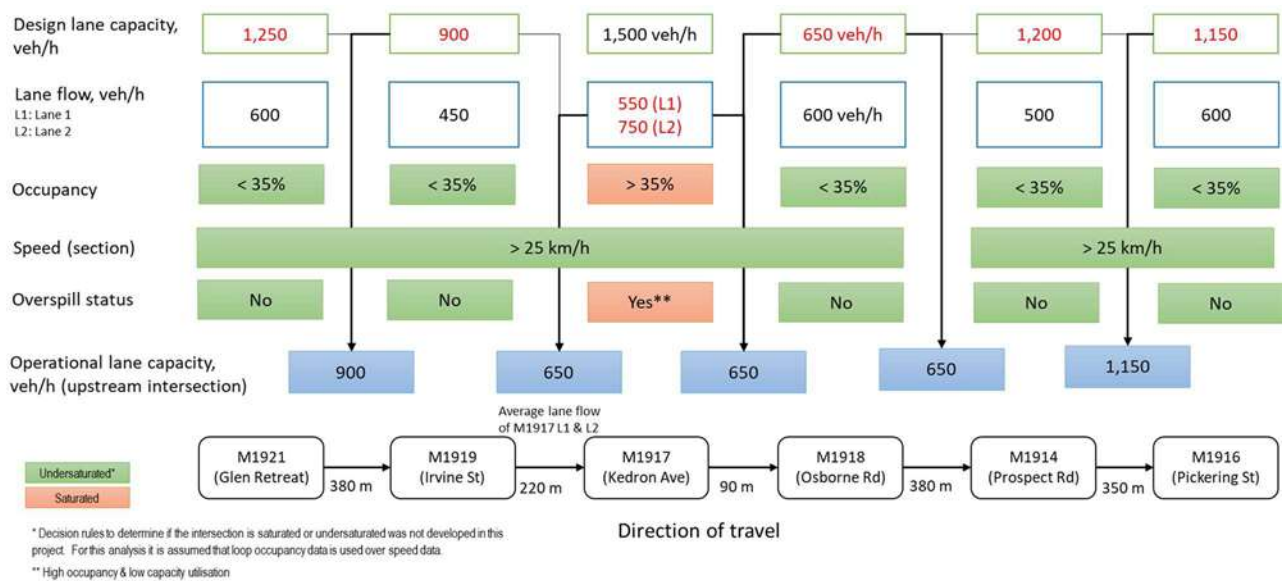 Design lane capacity,
veh/h
1,250
900
1,500 veh/h
650 veh/h
1,200
1,150
Lane flow, veh/h
L1: Lane 1
L2: Lane 2
600
450
550 (L1)
750 (L2)
600 veh/h
500
600
Occupancy
< 35%
< 35%
> 35%
< 35%
< 35%
< 35%
Speed (section)
> 25 km/h
> 25 km/h
Overspill status
No
No
Yes**
No
No
No
Operational lane capacity,
veh/h (upstream intersection)
900
650
650
650
1,150
Average lane flow
of M1917 L1 & L2
M1921
(Glen Retreat)
380 m
M1919
(Irvine St)
220 m
M1917
(Kedron Ave)
90 m
M1918
(Osborne Rd)
380 m
M1914
(Prospect Rd)
350 m
M1916
(Pickering St)
Undersaturated*
Saturated
Direction of travel
* Decision rules to determine if the intersection is saturated or undersaturated was not developed in this
project. For this analysis it is assumed that loop occupancy data is used over speed data.
** High occupancy & low capacity utilisation